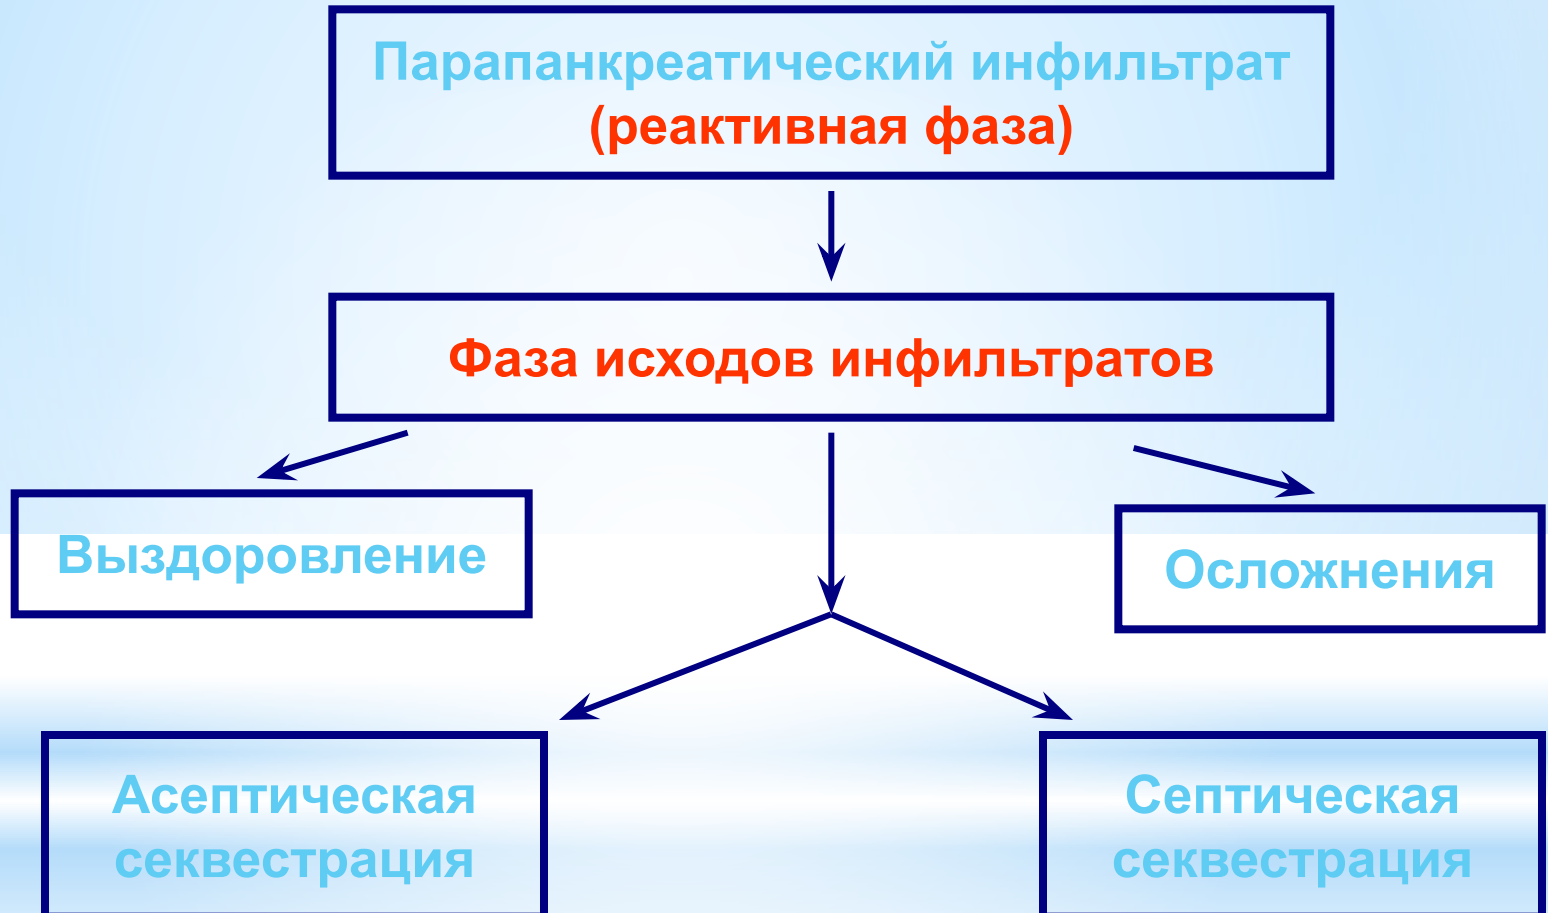 Парапанкреатический инфильтрат
(реактивная фаза)
Фаза исходов инфильтратов
Выздоровление
Осложнения
Асептическая
секвестрация
Септическая
секвестрация